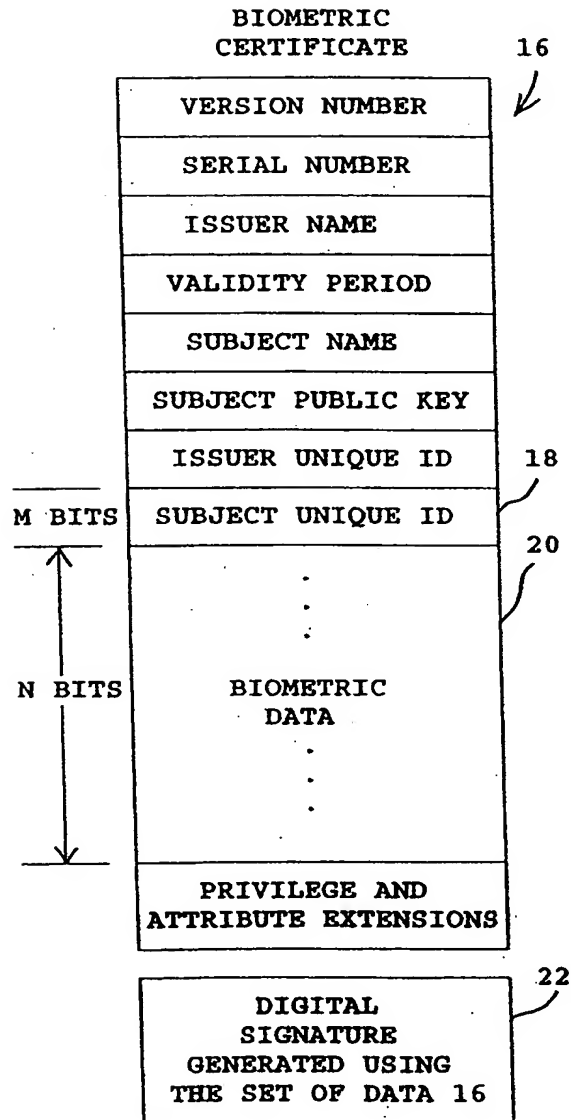 BIOMETRIC
CERTIFICATE
16
VERSION NUMBER
SERIAL NUMBER
ISSUER NAME
VALIDITY PERIOD
SUBJECT NAME
SUBJECT PUBLIC KEY
ISSUER UNIQUE ID
18
M BITS
SUBJECT UNIQUE ID
20
N BITS
BIOMETRIC
DATA
PRIVILEGE AND
ATTRIBUTE EXTENSIONS
22
DIGITAL
SIGNATURE
GENERATED USING
THE SET OF DATA 16